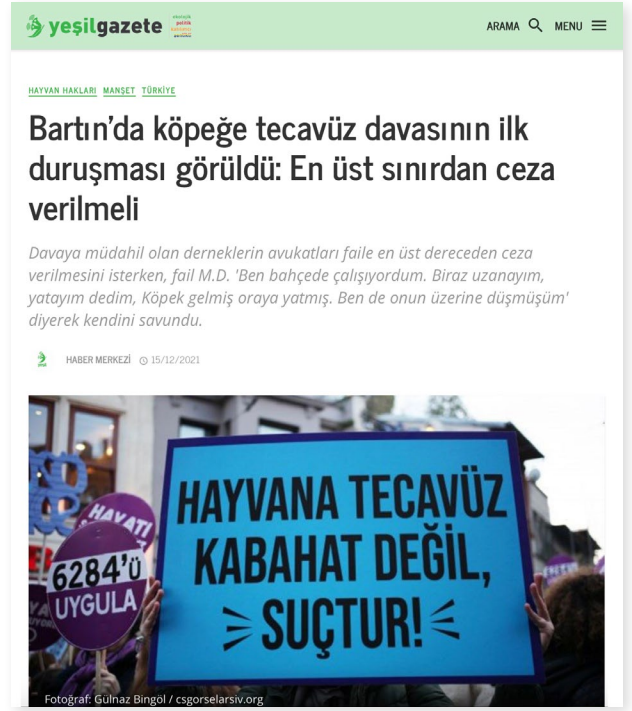 yeşilgazete
ARAMA MENU
HAYVAN HAKLARI MANŞET TÜRKİYE
Bartın’da köpeğe tecavüz davasının ilk
duruşması görüldü: En üst sınırdan ceza
verilmeli
Davaya müdahil olan derneklerin avukatları faile en üst dereceden ceza
verilmesini isterken, fail M.D. 'Ben bahçede çalışıyordum. Biraz uzanayım,
yatayım dedim, Köpek gelmiş oraya yatmış. Ben de onun üzerine düşmüşüm'
diyerek kendini savundu.
HABER MERKEZİ 15/12/2021
HAYVANA TECAVÜZ
KABAHAT DEĞİL,
SUÇTUR!
HAYATI
6284'Ü
UYGULA
Fotoğraf: Gülnaz Bingöl / csgorselarsiv.org